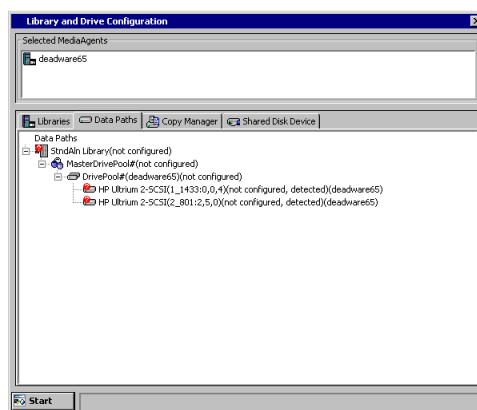 Library and Drive Configuration
Selected MediaAgents
deadware65
Libraries Data Paths Copy Manager Shared Disk Device
Data Paths
StndAln Library(not configured)
MasterDrivePool#(not configured)
DrivePool#(deadware65)(not configured)
HP Ultrium 2-SCSI(1_1433:0,0,4)(not configured, detected)(deadware65)
HP Ultrium 2-SCSI(2_801:2,5,0)(not configured, detected)(deadware65)
Start